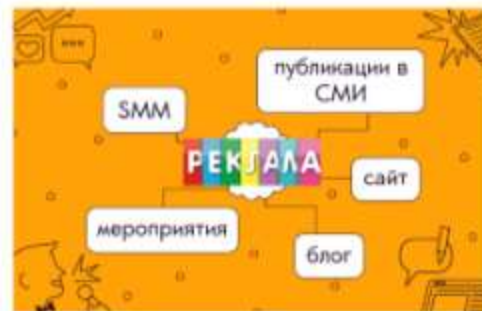 публикации в
СМИ
SMM
РЕКЛАМА
сайт
мероприятия
блог